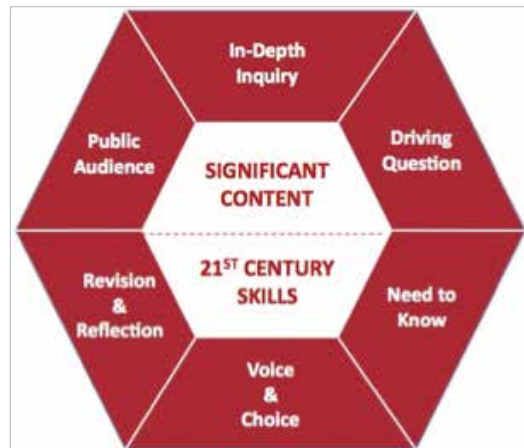 In-Depth
Inquiry
Driving
Question
Need to
Know
Voice
&
Choice
Revision
&
Reflection
Public
Audience
SIGNIFICANT
CONTENT
21ST CENTURY
SKILLS